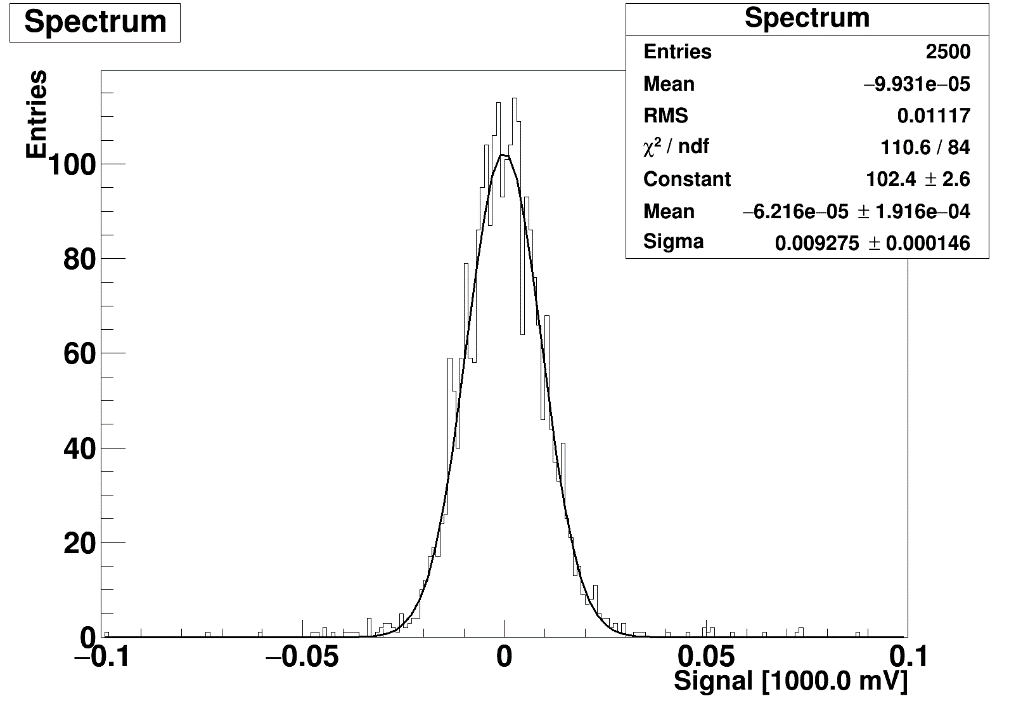 Spectrum
Spectrum
Entries 2500
Mean −9.931e−05
RMS 0.01117
χ² / ndf 110.6 / 84
Constant 102.4 ± 2.6
Mean −6.216e−05 ± 1.916e−04
Sigma 0.009275 ± 0.000146
Entries
100
80
60
40
20
0
−0.1 −0.05 0 0.05 0.1
Signal [1000.0 mV]